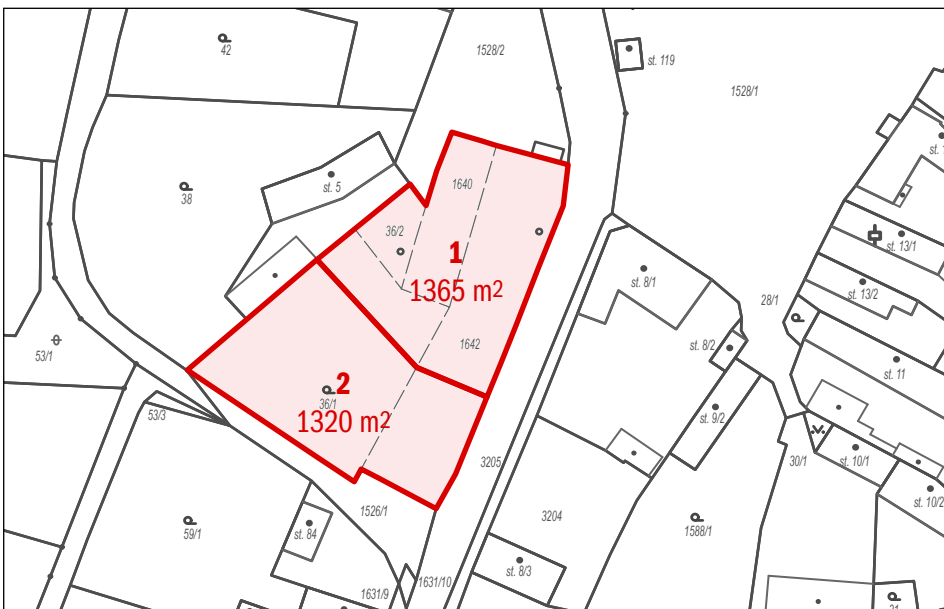 42
1528/2
st. 119
1528/1
38
st. 5
1640
36/2
1
1365 m2
st. 13/1
st. 8/1
28/1
st. 13/2
1642
st. 8/2
53/1
st. 11
2
36/1
1320 m2
53/3
st. 9/2
3205
30/1
st. 10/1
st. 10/2
1526/1
3204
59/1
st. 84
1588/1
st. 8/3
1631/10
1631/9